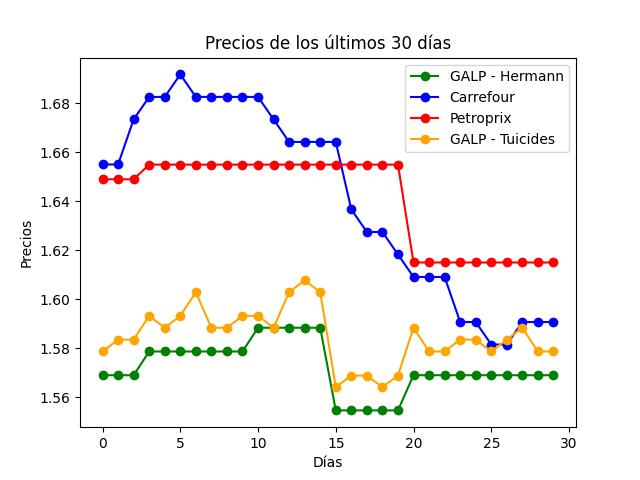 Precios de los últimos 30 días
GALP - Hermann
Carrefour
Petroprix
GALP - Tuicides
Precios
1.68
1.66
1.64
1.62
1.60
1.58
1.56
0 5 10 15 20 25 30
Días